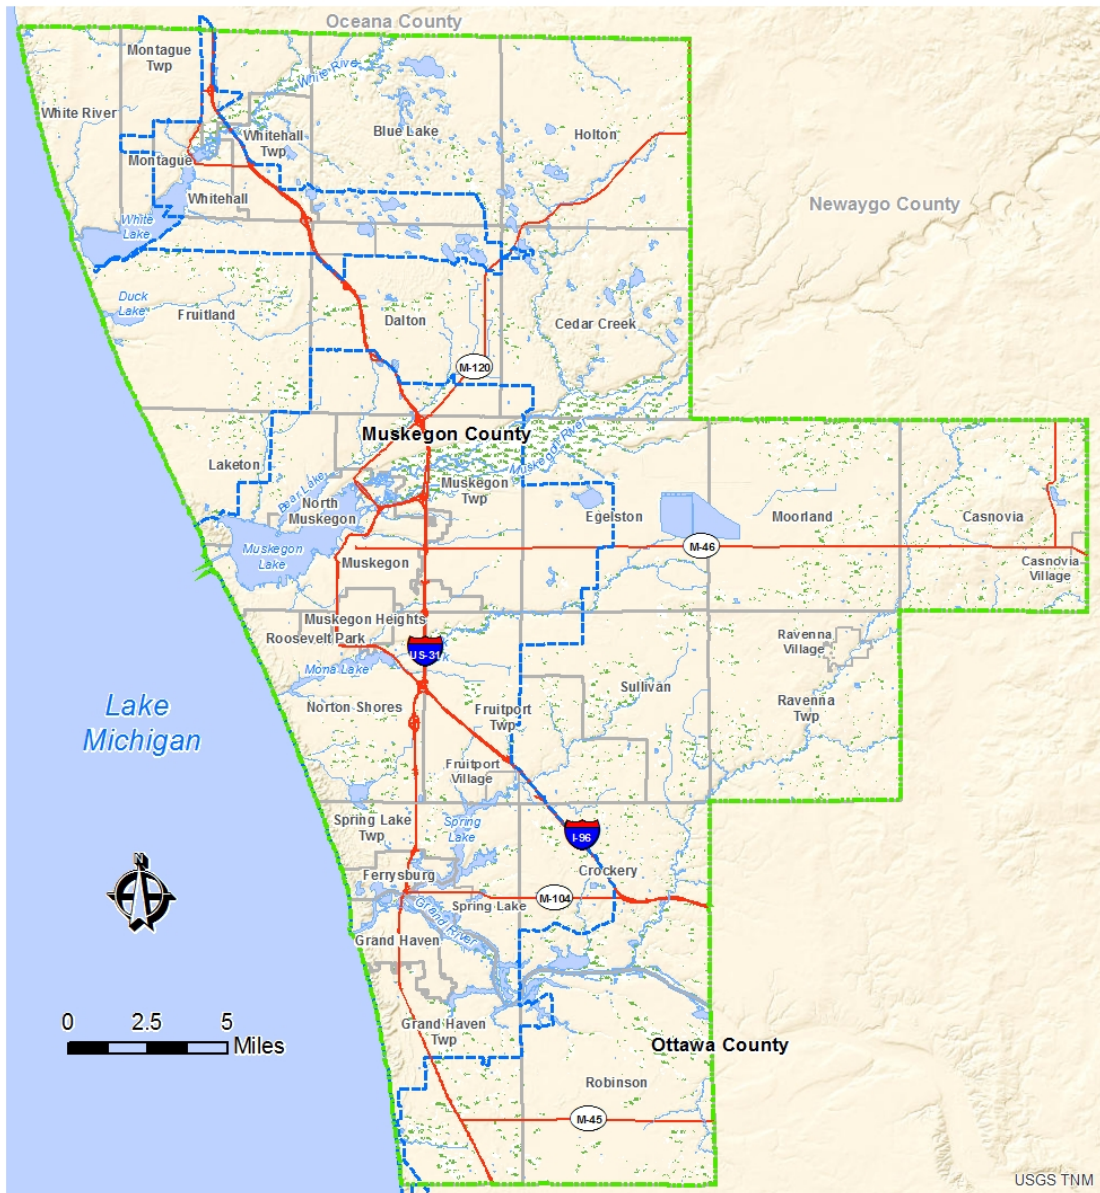 Oceana County
Montague
Twp
White River
White River
Whitehall
Twp
Blue Lake
Holton
Montague
Whitehall
Newaygo County
White
Lake
Duck
Lake
Fruitland
Dalton
Cedar Creek
M-120
Muskegon County
Muskegon River
Laketon
Bear Lake
Muskegon
Twp
North
Muskegon
Egelston
Moorland
Casnovia
Muskegon
Lake
M-46
Muskegon
Casnovia
Village
Muskegon Heights
Roosevelt Park
Ravenna
Village
US-31
Mona Lake
Sullivan
Norton Shores
Fruitport
Twp
Ravenna
Twp
Lake
Michigan
Fruitport
Village
Spring Lake
Twp
Spring
Lake
I-96
N
Ferrysburg
Crockery
M-104
Spring Lake
Grand River
Grand Haven
0 2.5 5
Miles
Grand Haven
Twp
Ottawa County
Robinson
M-45
USGS TNM